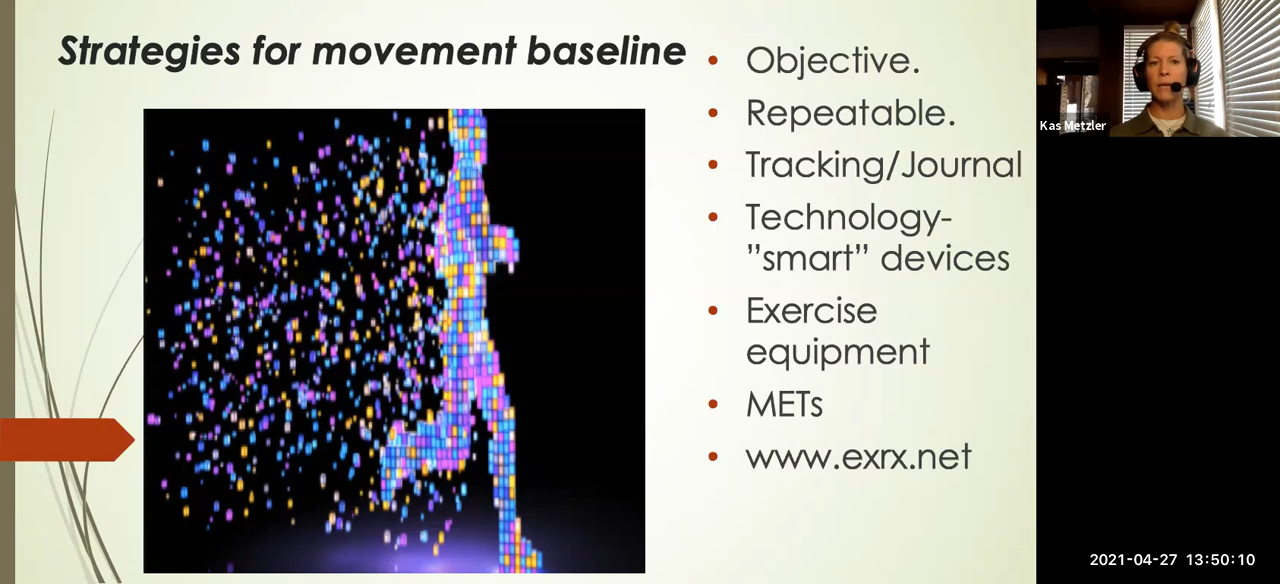 Strategies for movement baseline
Objective.
Repeatable.
Tracking/Journal
Technology-
”smart” devices
Exercise
equipment
METs
www.exrx.net
Kas Metzler
2021-04-27 13:50:10